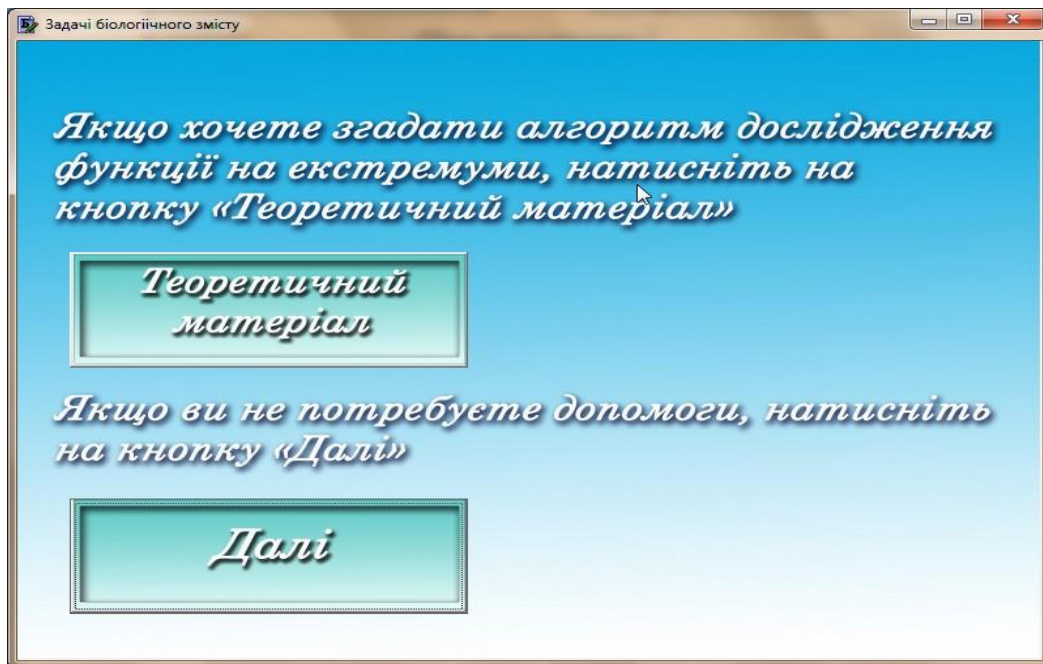 Задачі біологіічного змісту
Якщо хочете згадати алгоритм дослідження
функції на екстремуми, натисніть на
кнопку «Теоретичний матеріал»
Теоретичний
матеріал
Якщо ви не потребуєте допомоги, натисніть
на кнопку «Далі»
Далі